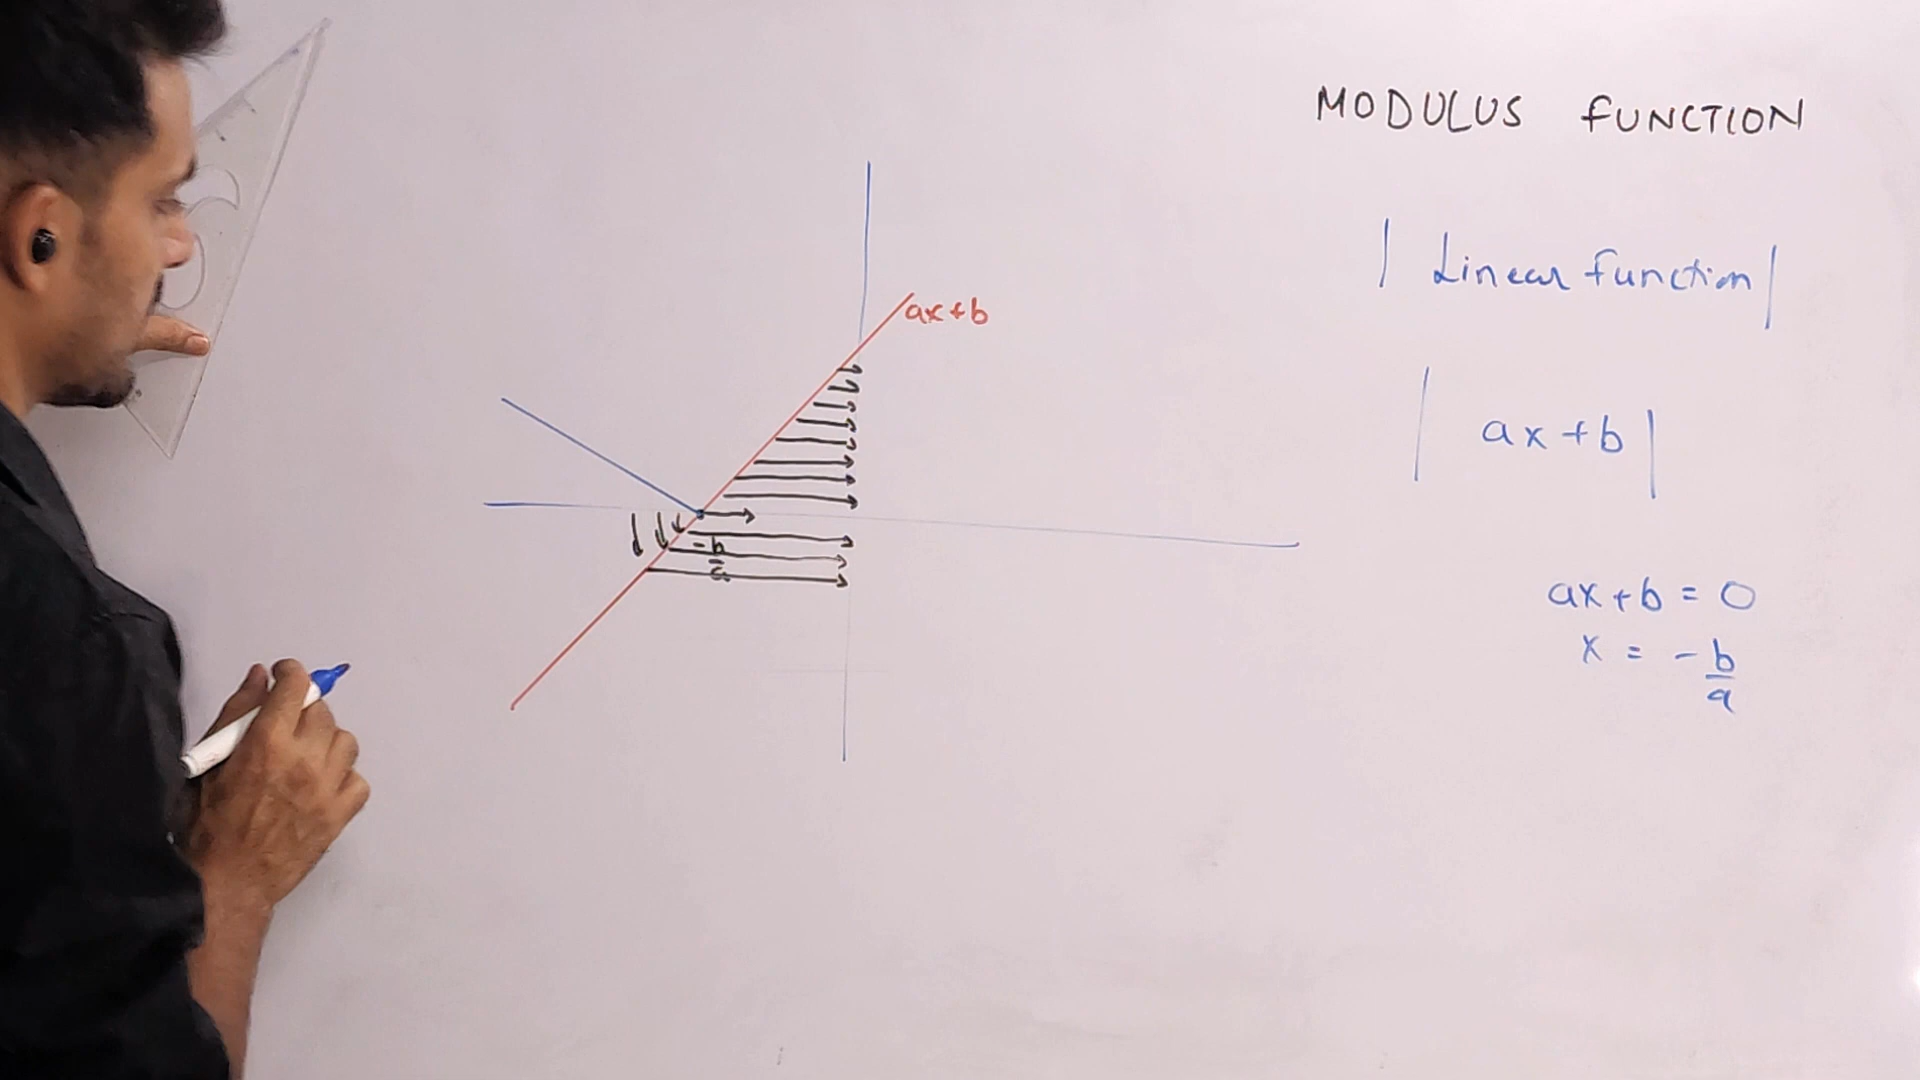 MODULUS FUNCTION
| Linear function |
ax+b
| ax+b |
-b/a
ax+b = 0
x = -b/a